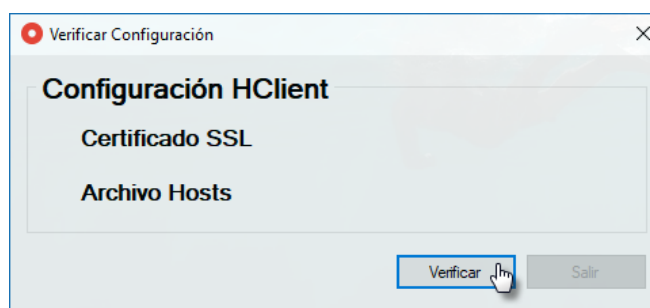 Verificar Configuración
Configuración HClient
Certificado SSL
Archivo Hosts
Verificar
Salir